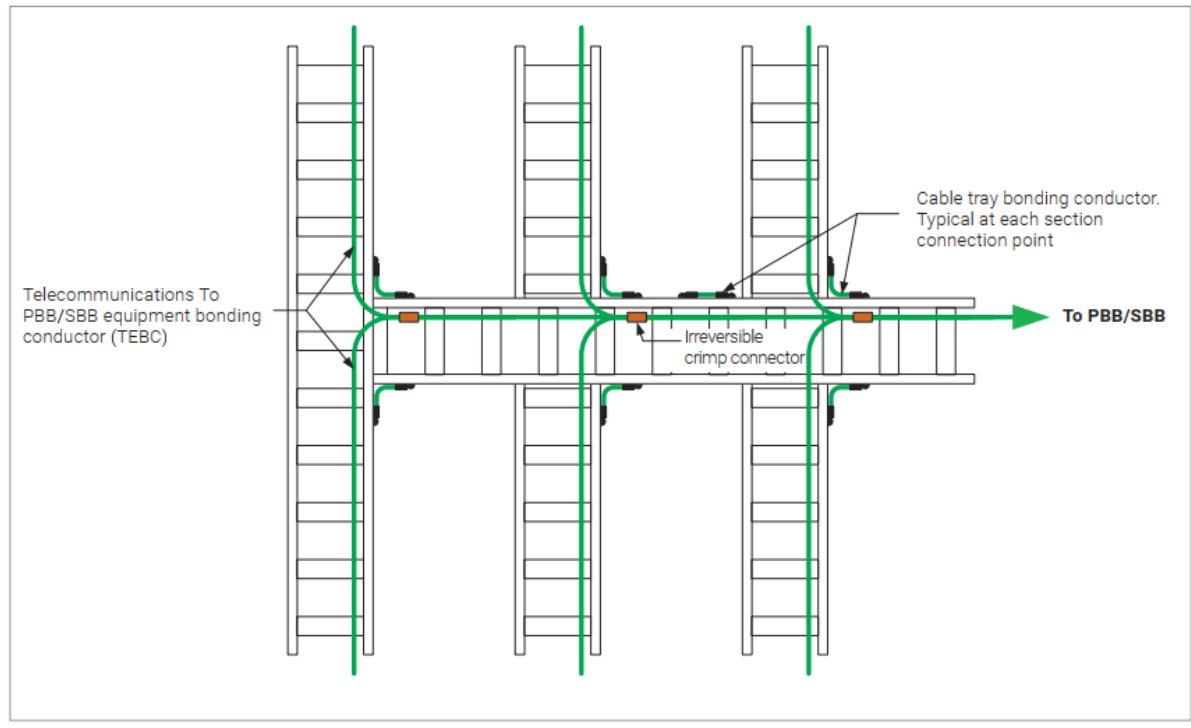 Cable tray bonding conductor.
Typical at each section
connection point
Telecommunications To
PBB/SBB equipment bonding
conductor (TEBC)
To PBB/SBB
Irreversible
crimp connector